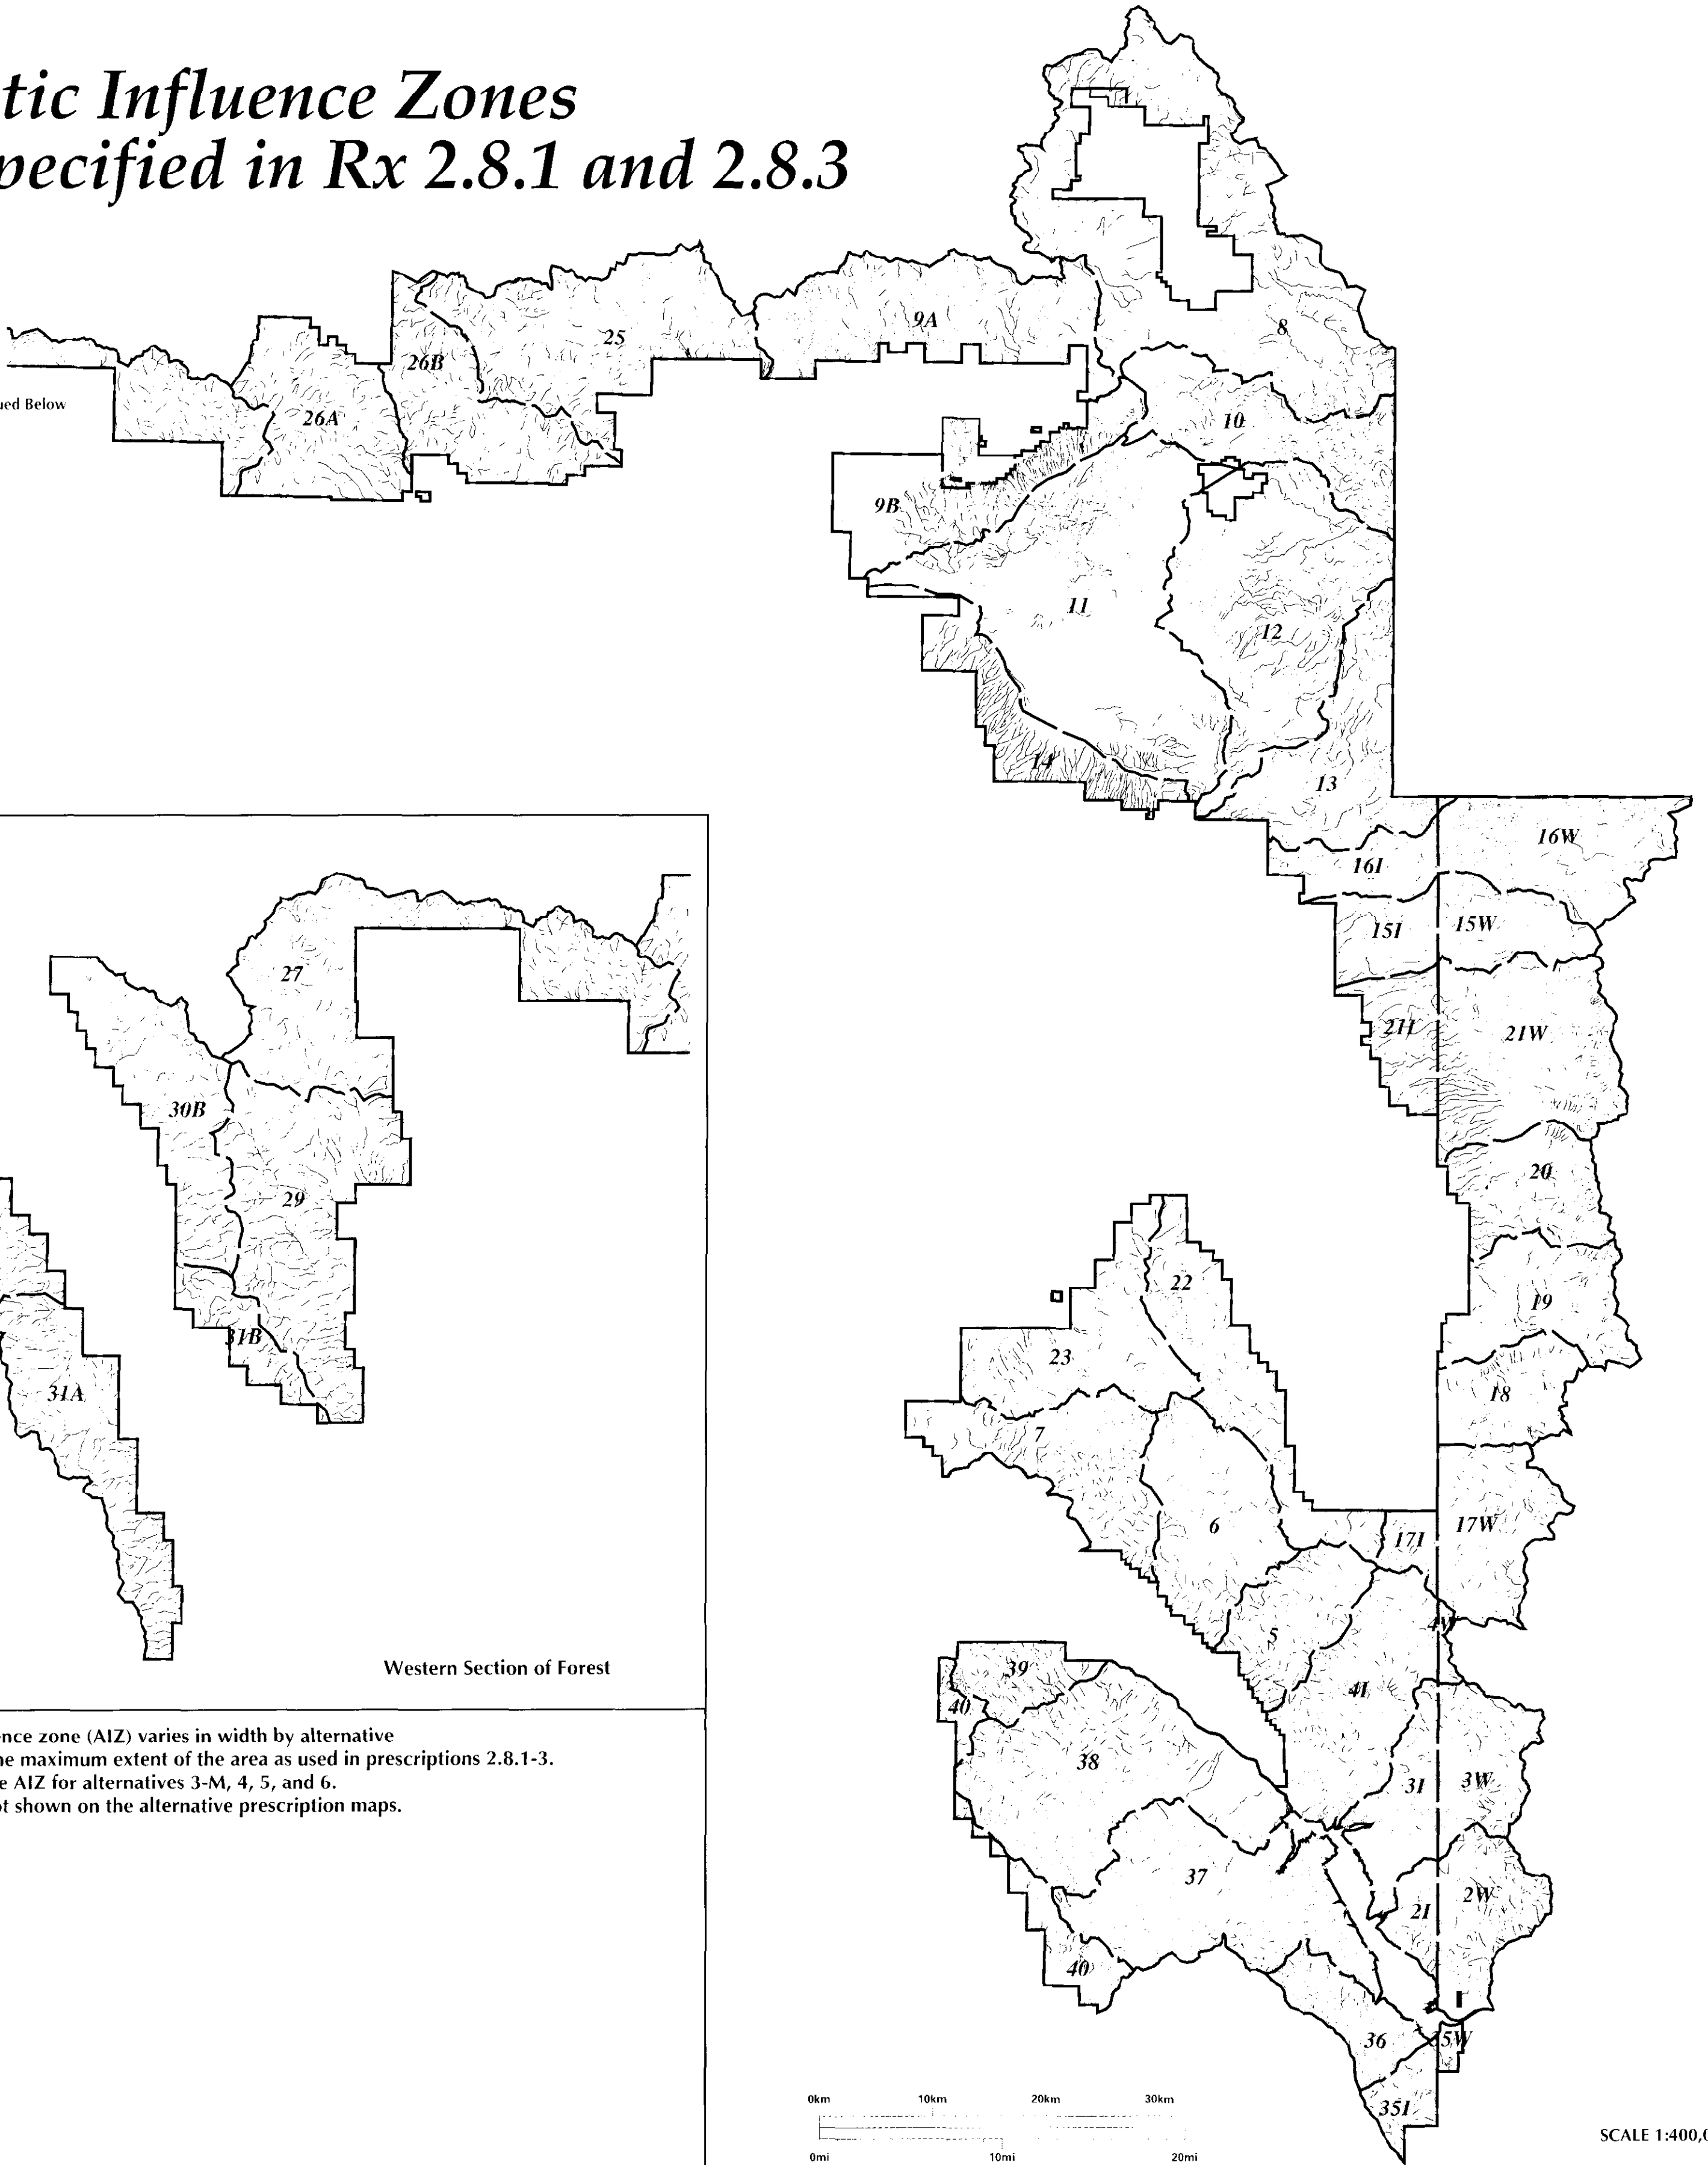 tic Influence Zones
pecified in Rx 2.8.1 and 2.8.3
8
25
9A
26B
ued Below
26A
10
9B
11
12
14
13
16W
16I
15I
15W
27
21I
21W
30B
20
29
22
19
31B
23
31A
18
7
6
17I
17W
5
4W
Western Section of Forest
39
4I
40
ence zone (AIZ) varies in width by alternative
he maximum extent of the area as used in prescriptions 2.8.1-3.
e AIZ for alternatives 3-M, 4, 5, and 6.
ot shown on the alternative prescription maps.
38
3I
3W
37
2I
2W
40
36
35W
0km 10km 20km 30km
35I
SCALE 1:400,0
0mi 10mi 20mi